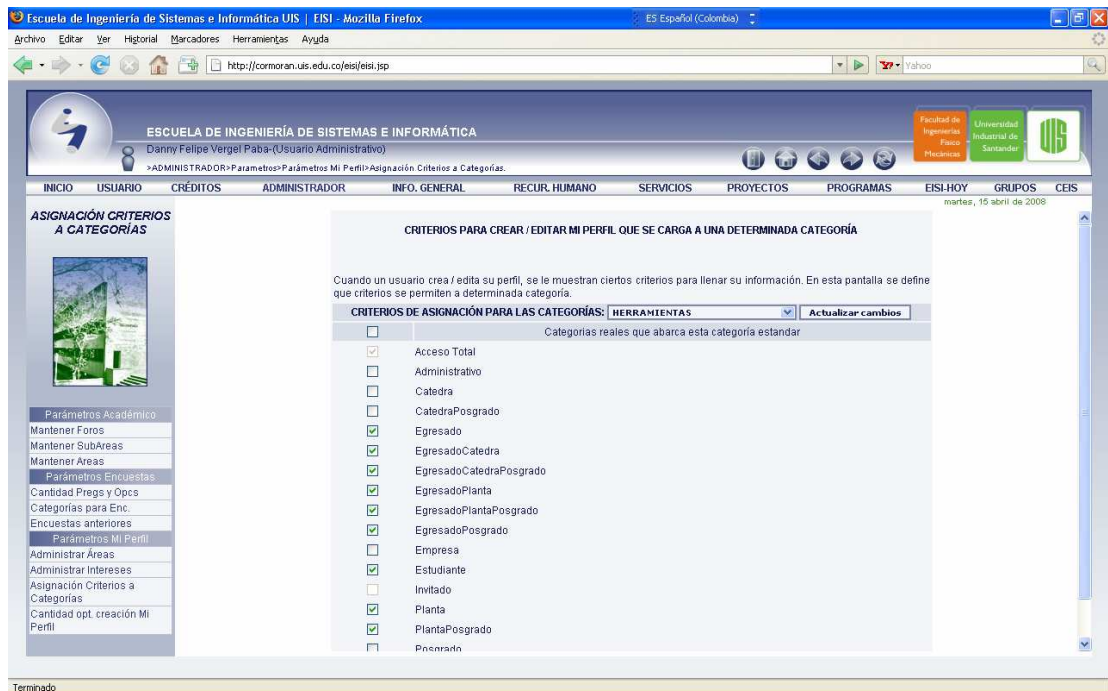 Escuela de Ingeniería de Sistemas e Informática UIS | EISI - Mozilla Firefox
ES Español (Colombia)
Archivo Editar Ver Historial Marcadores Herramientas Ayuda
http://cormoran.uis.edu.co/eisi/eisi.jsp
Yahoo
ESCUELA DE INGENIERÍA DE SISTEMAS E INFORMÁTICA
Danny Felipe Vergel Paba-(Usuario Administrativo)
>ADMINISTRADOR>Parametros>Parámetros Mi Perfil>Asignación Criterios a Categorías.
Facultad de
Ingenierías
Físico
Mecánicas
Universidad
Industrial de
Santander
UIS
INICIO USUARIO CRÉDITOS ADMINISTRADOR INFO. GENERAL RECUR. HUMANO SERVICIOS PROYECTOS PROGRAMAS EISI-HOY GRUPOS CEIS
martes, 15 abril de 2008
ASIGNACIÓN CRITERIOS
A CATEGORÍAS
Parámetros Académico
Mantener Foros
Mantener SubAreas
Mantener Areas
Parámetros Encuestas
Cantidad Pregs y Opcs
Categorías para Enc.
Encuestas anteriores
Parámetros Mi Perfil
Administrar Áreas
Administrar Intereses
Asignación Criterios a
Categorías
Cantidad opt. creación Mi
Perfil
CRITERIOS PARA CREAR / EDITAR MI PERFIL QUE SE CARGA A UNA DETERMINADA CATEGORÍA
Cuando un usuario crea / edita su perfil, se le muestran ciertos criterios para llenar su información. En esta pantalla se define
que criterios se permiten a determinada categoría.
CRITERIOS DE ASIGNACIÓN PARA LAS CATEGORÍAS: HERRAMIENTAS Actualizar cambios
Categorias reales que abarca esta categoría estandar
Acceso Total
Administrativo
Catedra
CatedraPosgrado
Egresado
EgresadoCatedra
EgresadoCatedraPosgrado
EgresadoPlanta
EgresadoPlantaPosgrado
EgresadoPosgrado
Empresa
Estudiante
Invitado
Planta
PlantaPosgrado
Posgrado
Terminado